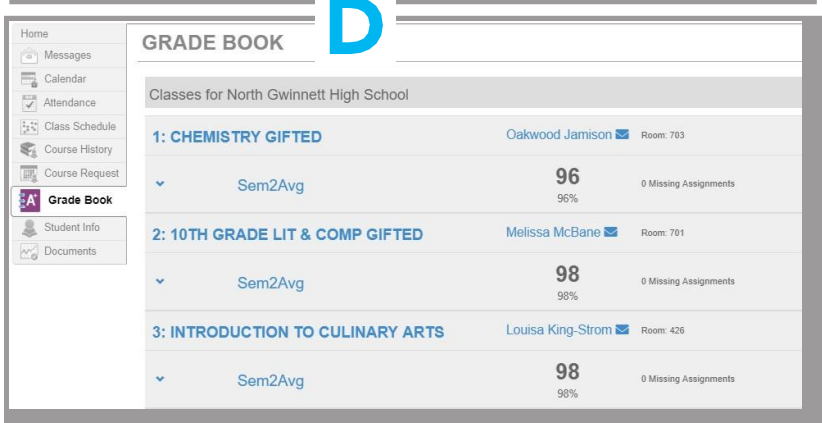 D
Home
Messages
Calendar
Attendance
Class Schedule
Course History
Course Request
A+ Grade Book
Student Info
Documents
GRADE BOOK
Classes for North Gwinnett High School
1: CHEMISTRY GIFTED Oakwood Jamison Room: 703
Sem2Avg 96 0 Missing Assignments
96%
2: 10TH GRADE LIT & COMP GIFTED Melissa McBane Room: 701
Sem2Avg 98 0 Missing Assignments
98%
3: INTRODUCTION TO CULINARY ARTS Louisa King-Strom Room: 426
Sem2Avg 98 0 Missing Assignments
98%